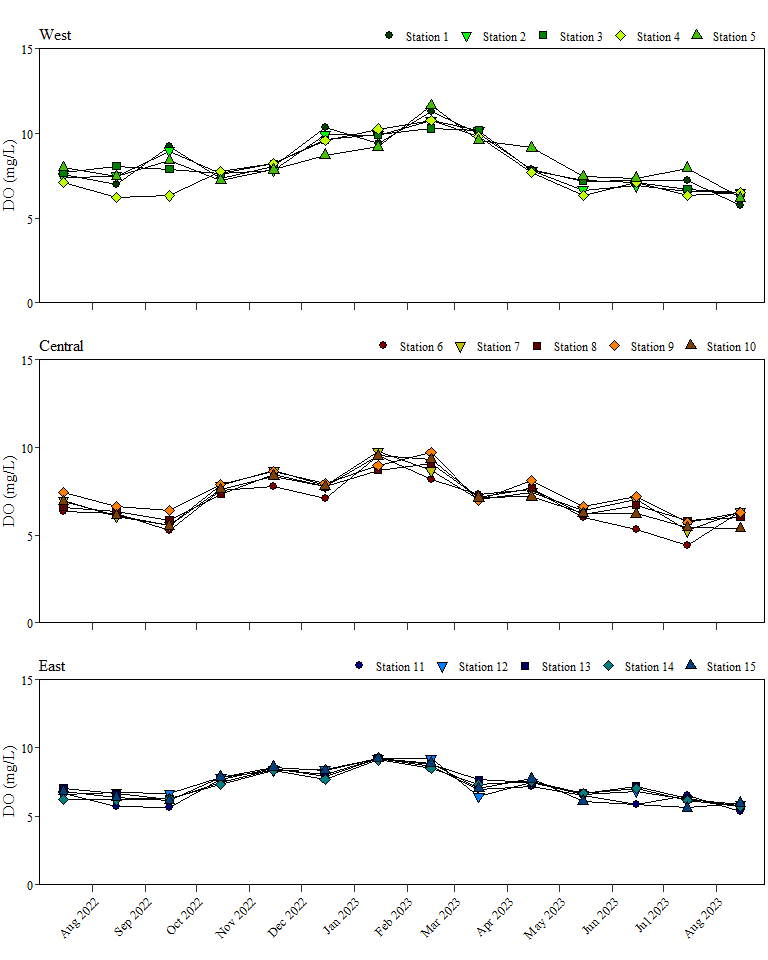 West Station 1 Station 2 Station 3 Station 4 Station 5
15
10
5
0
DO (mg/L)
Central Station 6 Station 7 Station 8 Station 9 Station 10
15
10
5
0
DO (mg/L)
East Station 11 Station 12 Station 13 Station 14 Station 15
15
10
5
0
DO (mg/L)
Aug 2022 Sep 2022 Oct 2022 Nov 2022 Dec 2022 Jan 2023 Feb 2023 Mar 2023 Apr 2023 May 2023 Jun 2023 Jul 2023 Aug 2023